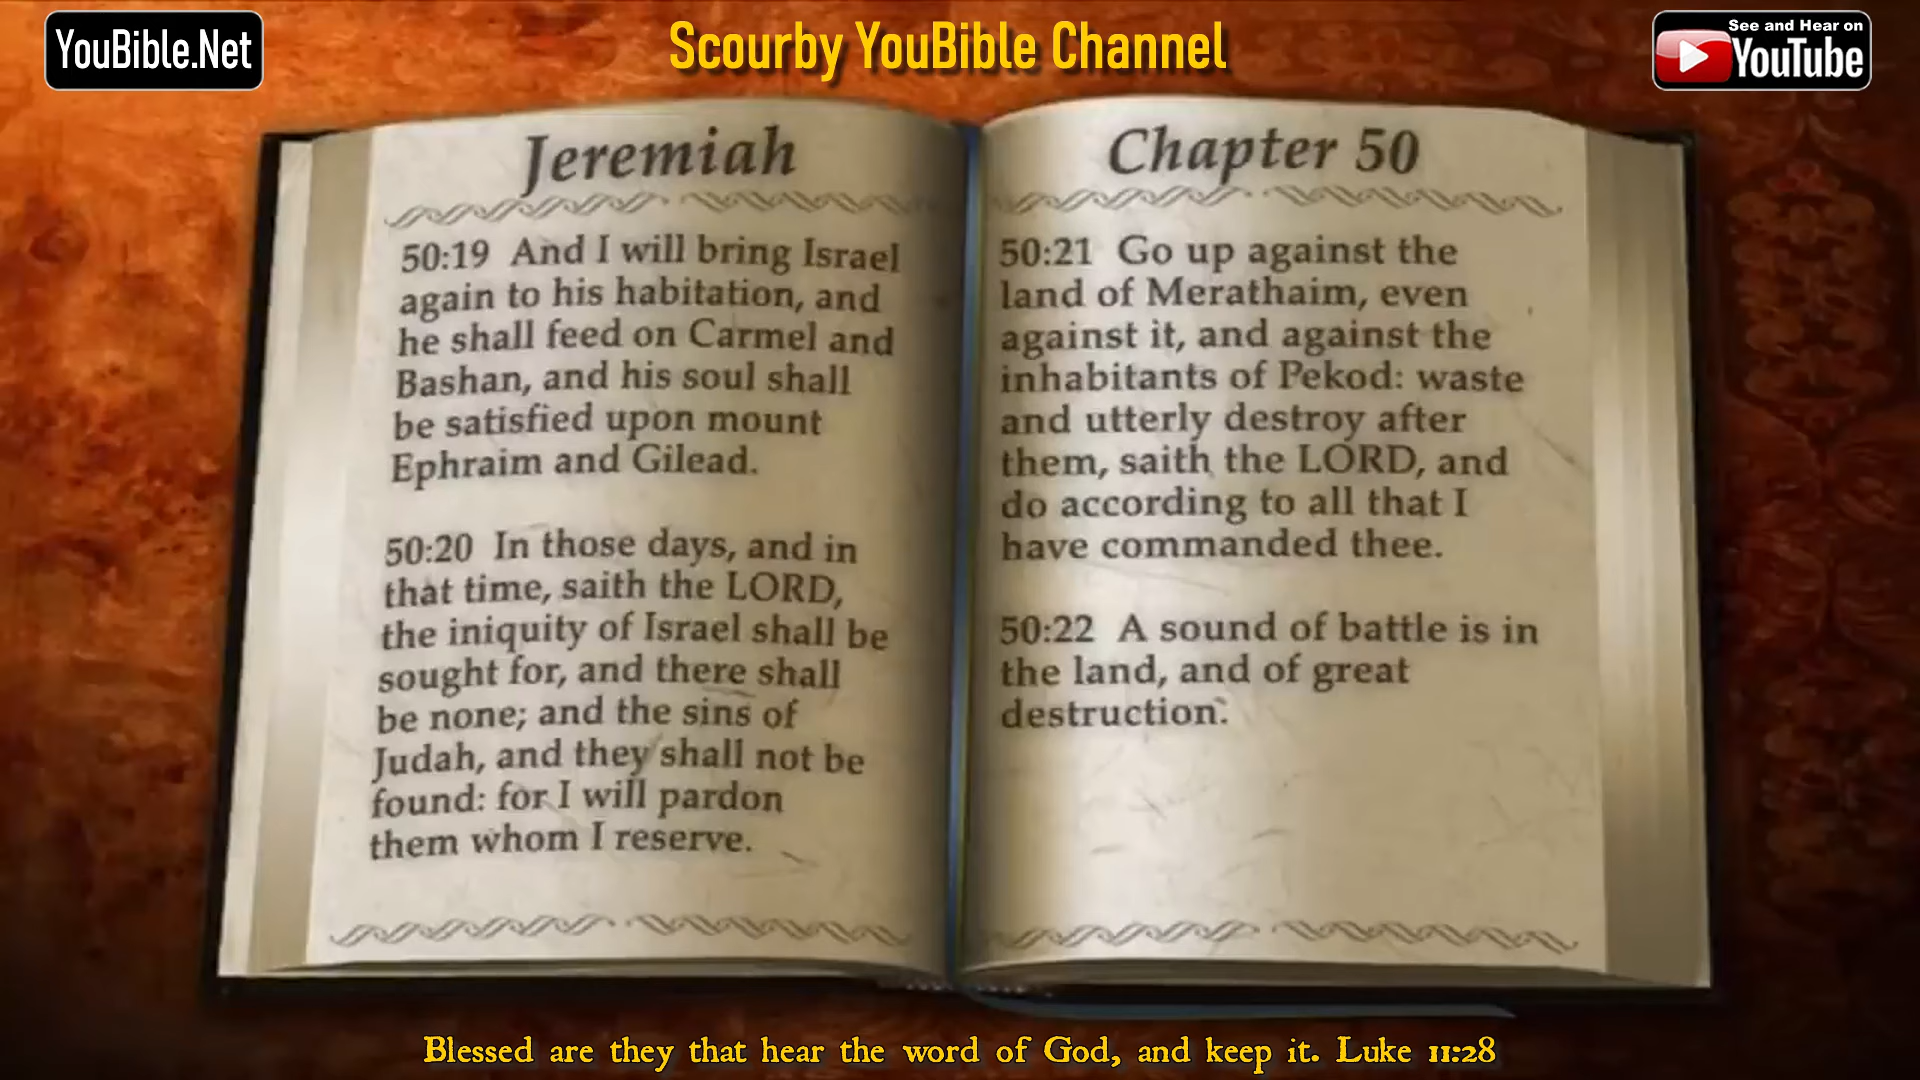 YouBible.Net
Scourby YouBible Channel
See and Hear on
YouTube
Jeremiah
50:19 And I will bring Israel
again to his habitation, and
he shall feed on Carmel and
Bashan, and his soul shall
be satisfied upon mount
Ephraim and Gilead.
50:20 In those days, and in
that time, saith the LORD,
the iniquity of Israel shall be
sought for, and there shall
be none; and the sins of
Judah, and they shall not be
found: for I will pardon
them whom I reserve.
Chapter 50
50:21 Go up against the
land of Merathaim, even
against it, and against the
inhabitants of Pekod: waste
and utterly destroy after
them, saith the LORD, and
do according to all that I
have commanded thee.
50:22 A sound of battle is in
the land, and of great
destruction.
Blessed are they that hear the word of God, and keep it. Luke 11:28